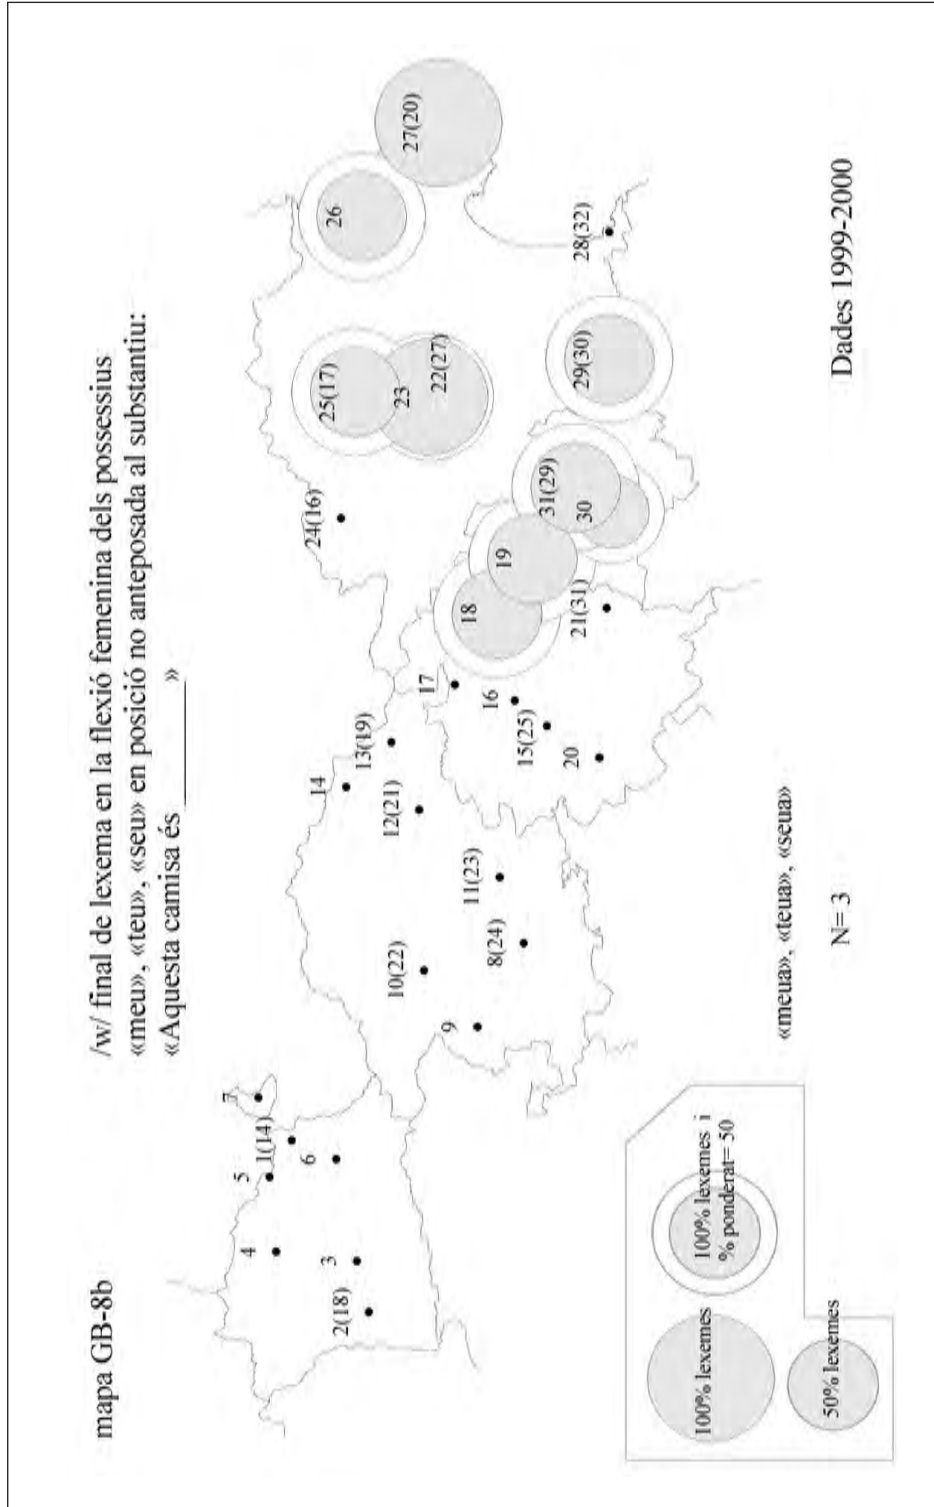 mapa GB-8b
/w/ final de lexema en la flexió femenina dels possessius
«meu», «teu», «seu» en posició no anteposada al substantiu:
«Aquesta camisa és ________»
5
1(14)
7
4
6
3
2(18)
14
13(19)
10(22)
12(21)
9
11(23)
8(24)
17
16
15(25)
20
18
19
21(31)
31(29)
30
24(16)
25(17)
23
22(27)
26
27(20)
28(32)
29(30)
100% lexemes
100% lexemes i
% ponderat= 50
50% lexemes
«meua», «teua», «seua»
N= 3
Dades 1999-2000